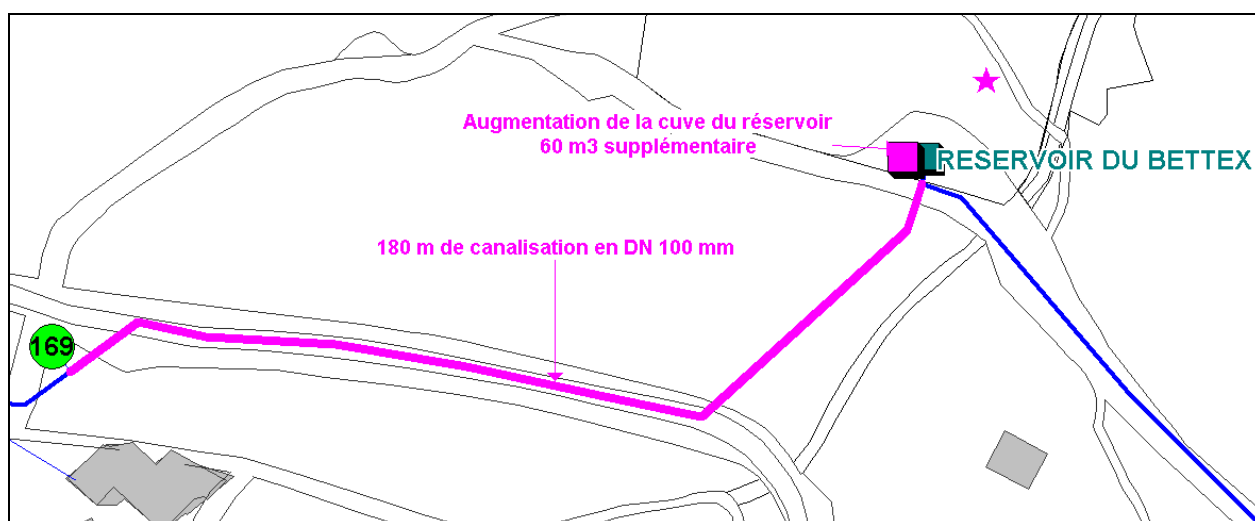 Augmentation de la cuve du réservoir
60 m3 supplémentaire
RESERVOIR DU BETTEX
180 m de canalisation en DN 100 mm
169